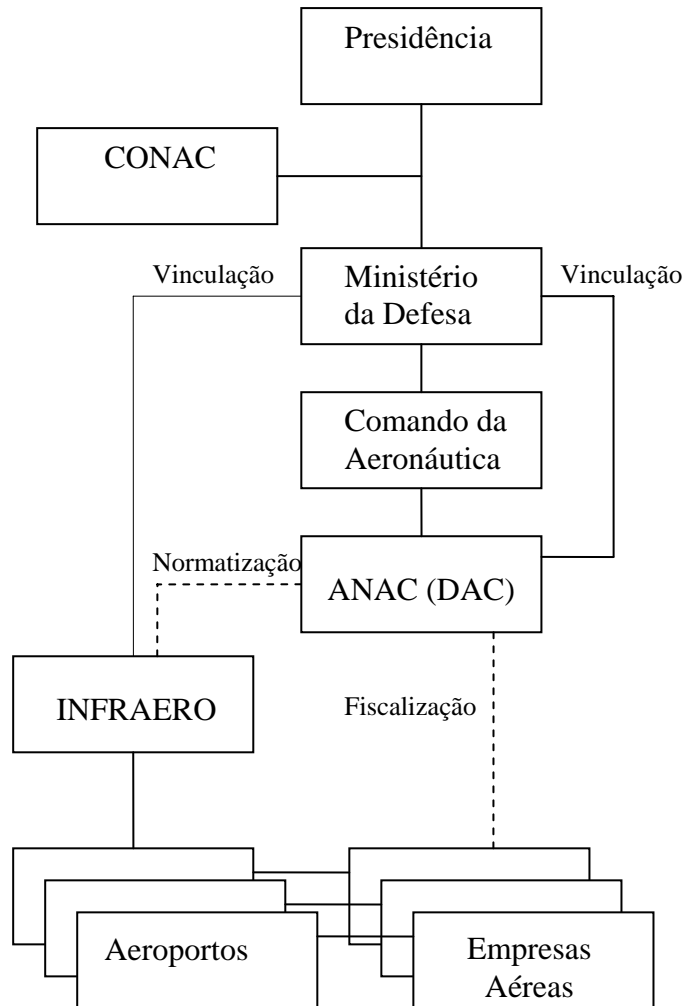 Presidência
CONAC
Vinculação
Ministério
da Defesa
Vinculação
Comando da
Aeronáutica
Normatização
ANAC (DAC)
INFRAERO
Fiscalização
Aeroportos
Empresas
Aéreas